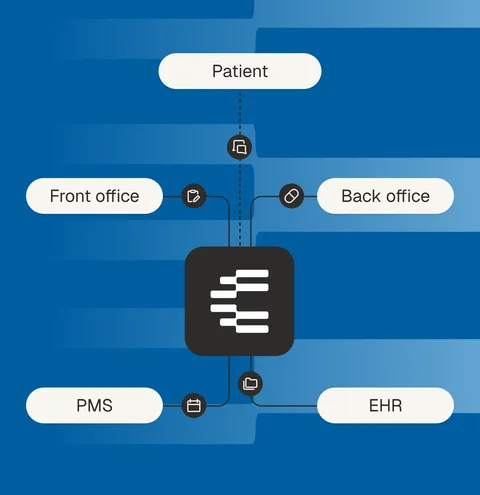 Patient
Front office
Back office
PMS
EHR